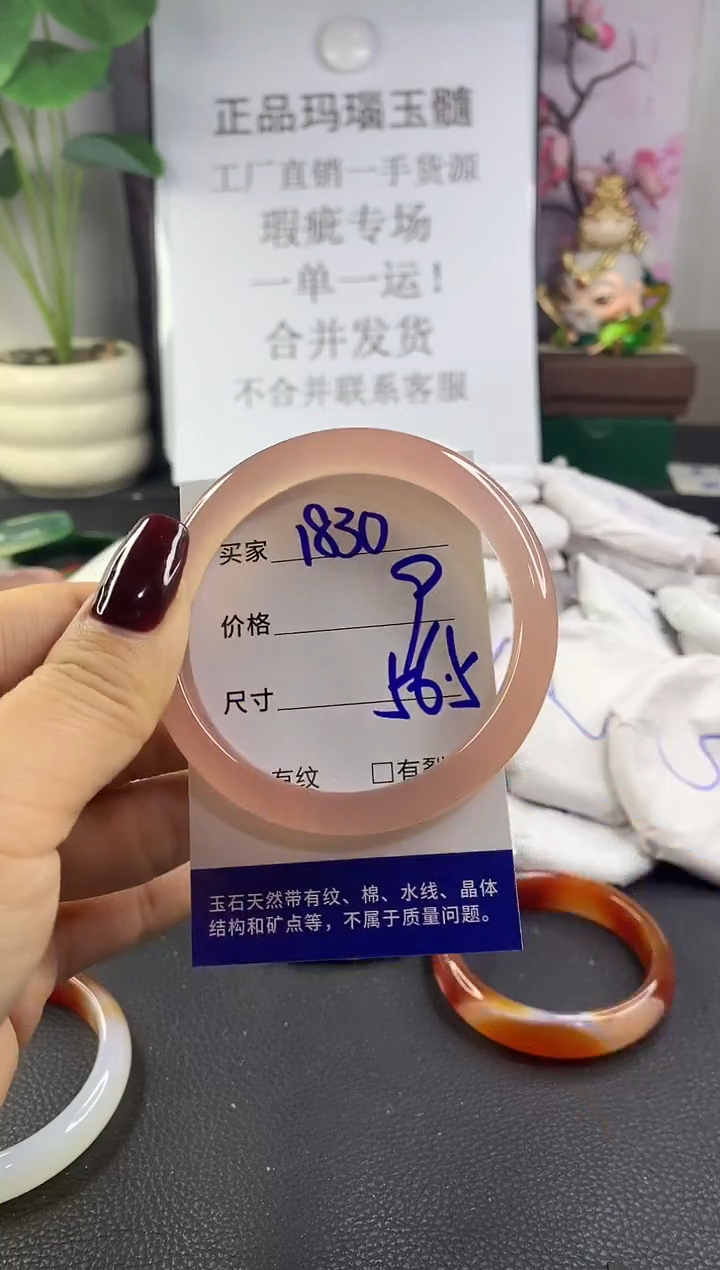 正品玛瑙玉髓
工厂直销一手货源
瑕疵专场
一单一运！
合并发货
不合并联系客服
买家 1830
价格
尺寸 56.5
有纹 □有裂
玉石天然带有纹、棉、水线、晶体
结构和矿点等，不属于质量问题。